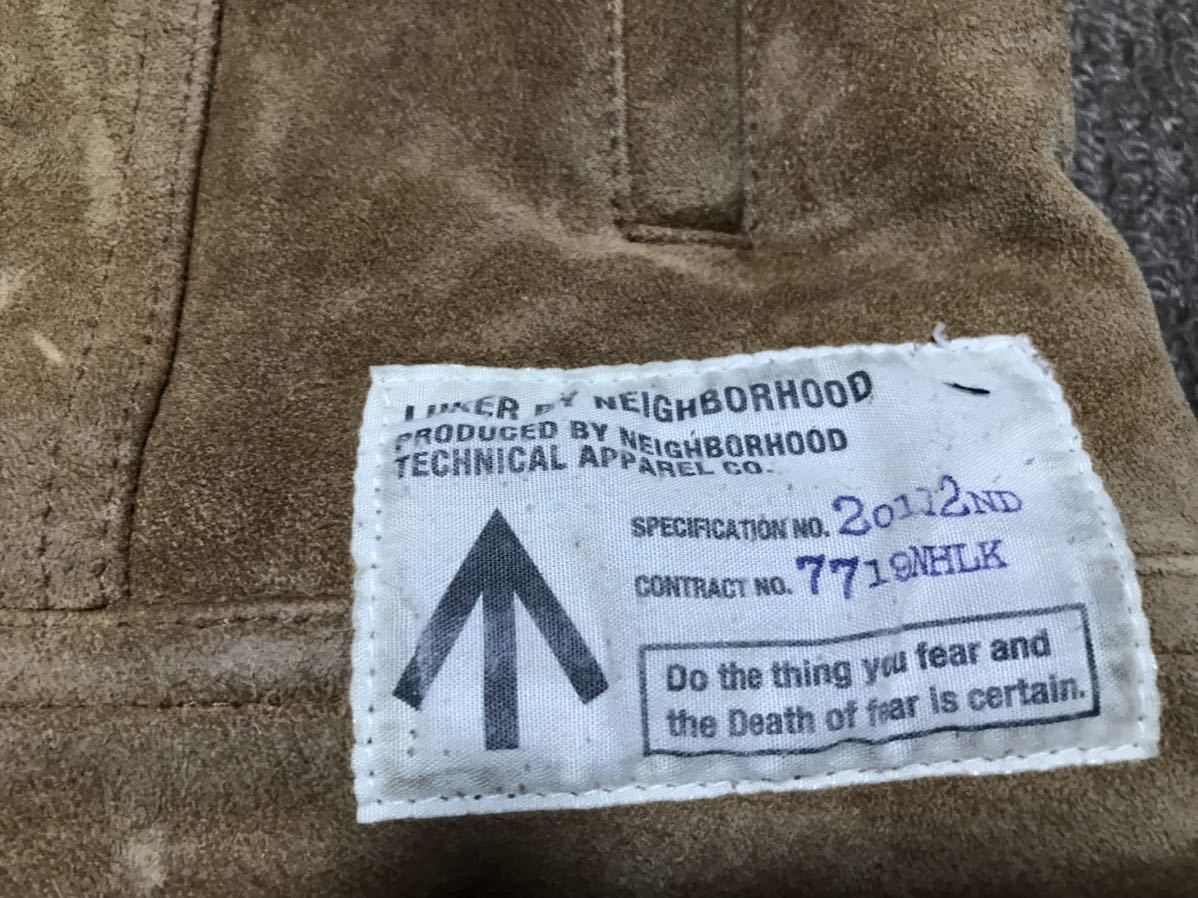 LUKER BY NEIGHBORHOOD
PRODUCED BY NEIGHBORHOOD
TECHNICAL APPAREL CO.
SPECIFICATION NO. 20112ND
CONTRACT NO. 7719NHLK
Do the thing you fear and
the Death of fear is certain.